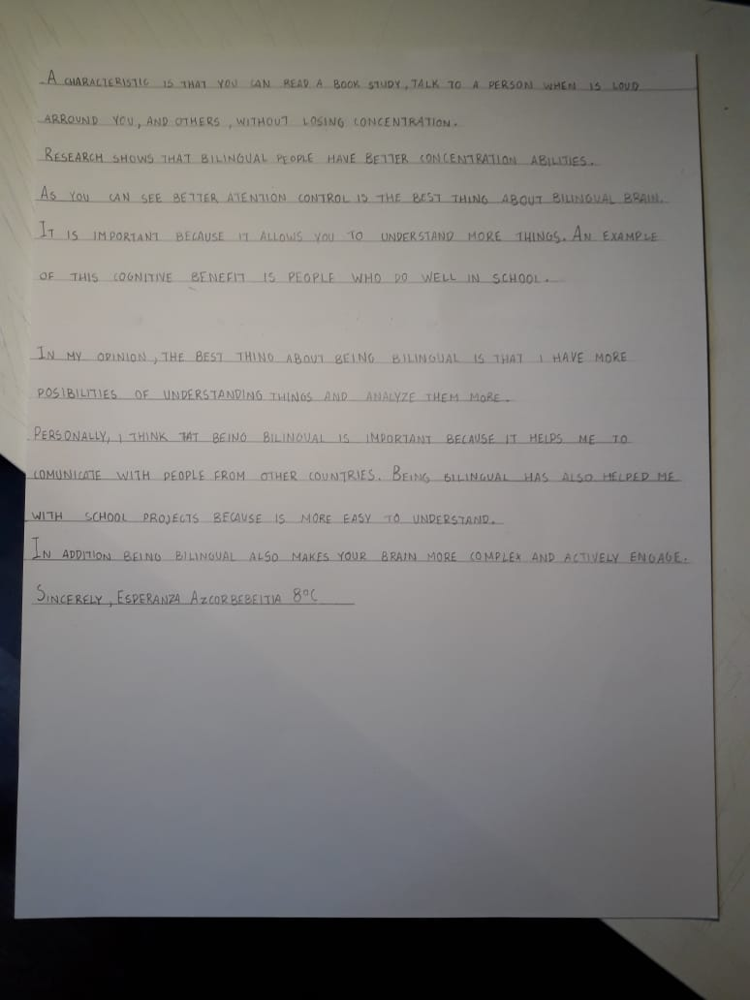 A CHARACTERISTIC IS THAT YOU CAN READ A BOOK STUDY, TALK TO A PERSON WHEN IS LOUD
ARROUND YOU, AND OTHERS, WITHOUT LOSING CONCENTRATION.
RESEARCH SHOWS THAT BILINGUAL PEOPLE HAVE BETTER CONCENTRATION ABILITIES.
AS YOU CAN SEE BETTER ATENTION CONTROL IS THE BEST THING ABOUT BILINGUAL BRAIN.
IT IS IMPORTANT BECAUSE IT ALLOWS YOU TO UNDERSTAND MORE THINGS. AN EXAMPLE
OF THIS COGNITIVE BENEFIT IS PEOPLE WHO DO WELL IN SCHOOL.
IN MY OPINION, THE BEST THING ABOUT BEING BILINGUAL IS THAT I HAVE MORE
POSIBILITIES OF UNDERSTANDING THINGS AND ANALYZE THEM MORE.
PERSONALLY, I THINK TAT BEING BILINGUAL IS IMPORTANT BECAUSE IT HELPS ME TO
COMUNICATE WITH PEOPLE FROM OTHER COUNTRIES. BEING BILINGUAL HAS ALSO HELPED ME
WITH SCHOOL PROJECTS BECAUSE IS MORE EASY TO UNDERSTAND.
IN ADDITION BEING BILINGUAL ALSO MAKES YOUR BRAIN MORE COMPLEX AND ACTIVELY ENGAGE.
SINCERELY, ESPERANZA AZCORBEBEITIA 8°C